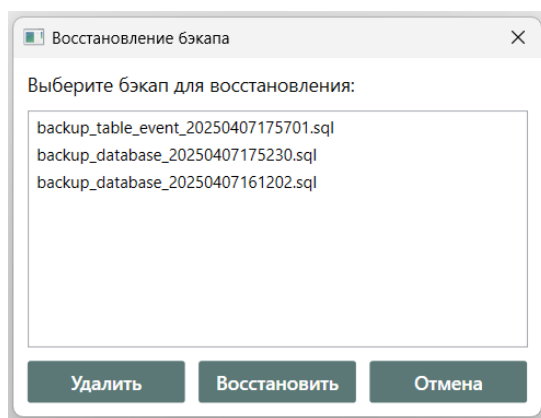 Восстановление бэкапа
Выберите бэкап для восстановления:
backup_table_event_20250407175701.sql
backup_database_20250407175230.sql
backup_database_20250407161202.sql
Удалить Восстановить Отмена